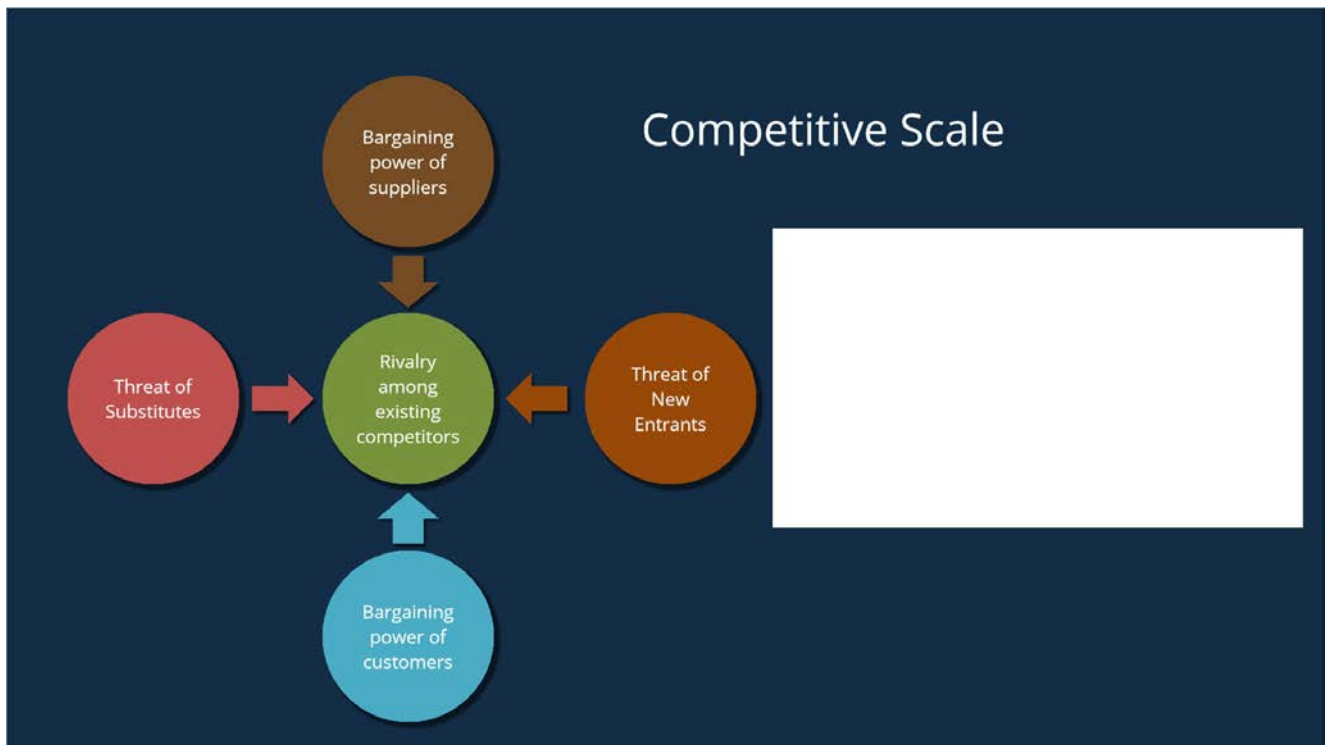 Competitive Scale
Bargaining
power of
suppliers
Threat of
Substitutes
Rivalry
among
existing
competitors
Threat of
New
Entrants
Bargaining
power of
customers